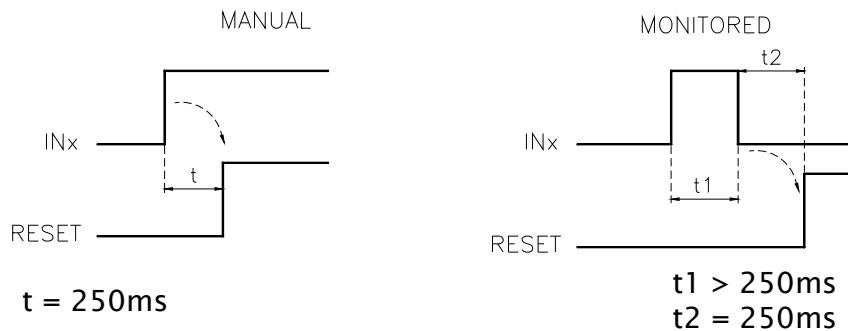 MANUAL
INx
t
RESET
t = 250ms
MONITORED
t2
INx
t1
RESET
t1 > 250ms
t2 = 250ms